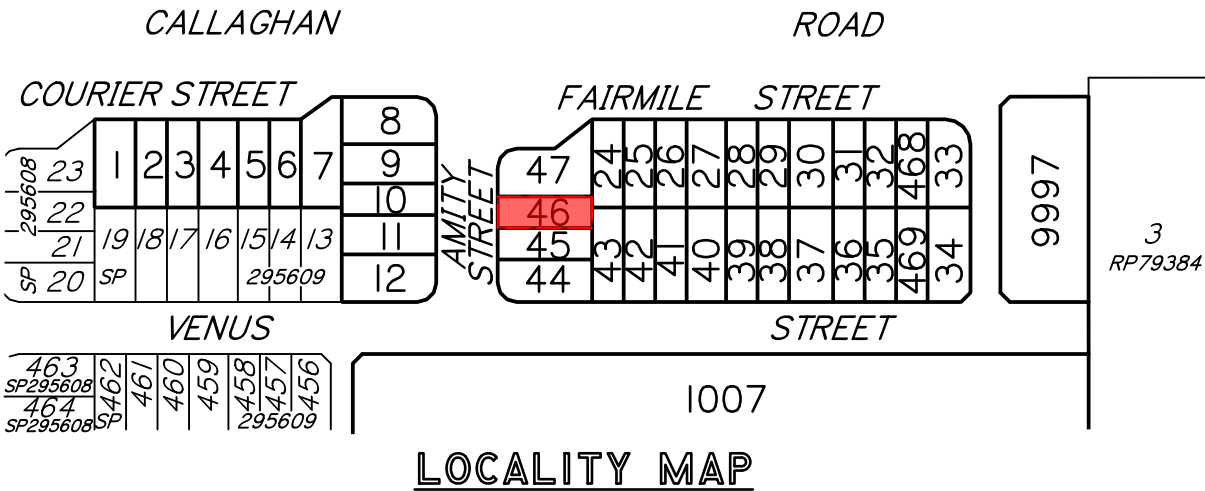 CALLAGHAN ROAD
COURIER STREET FAIRMILE STREET
8
23 1 2 3 4 5 6 7 9 47 24 25 26 27 28 29 30 31 32 468 33
295608
22 10 46
AMITY STREET
9997
3
RP79384
21 19 18 17 16 15 14 13 11 45 43 42 41 40 39 38 37 36 35 469 34
SP 20 SP 295609 12 44
VENUS STREET
463
SP295608
464
SP295608
462 461 460 459 458 457 456
SP 295609
1007
LOCALITY MAP